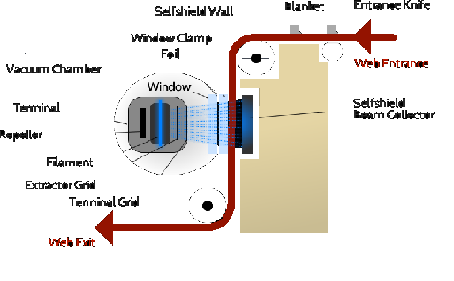 Selfshield Wall
Blanket
Entrance Knife
Window Clamp
Foil
Web Entrance
Vacuum Chamber
Window
Terminal
Selfshield
Beam Collector
Repeller
Filament
Extractor Grid
Terminal Grid
Web Exit